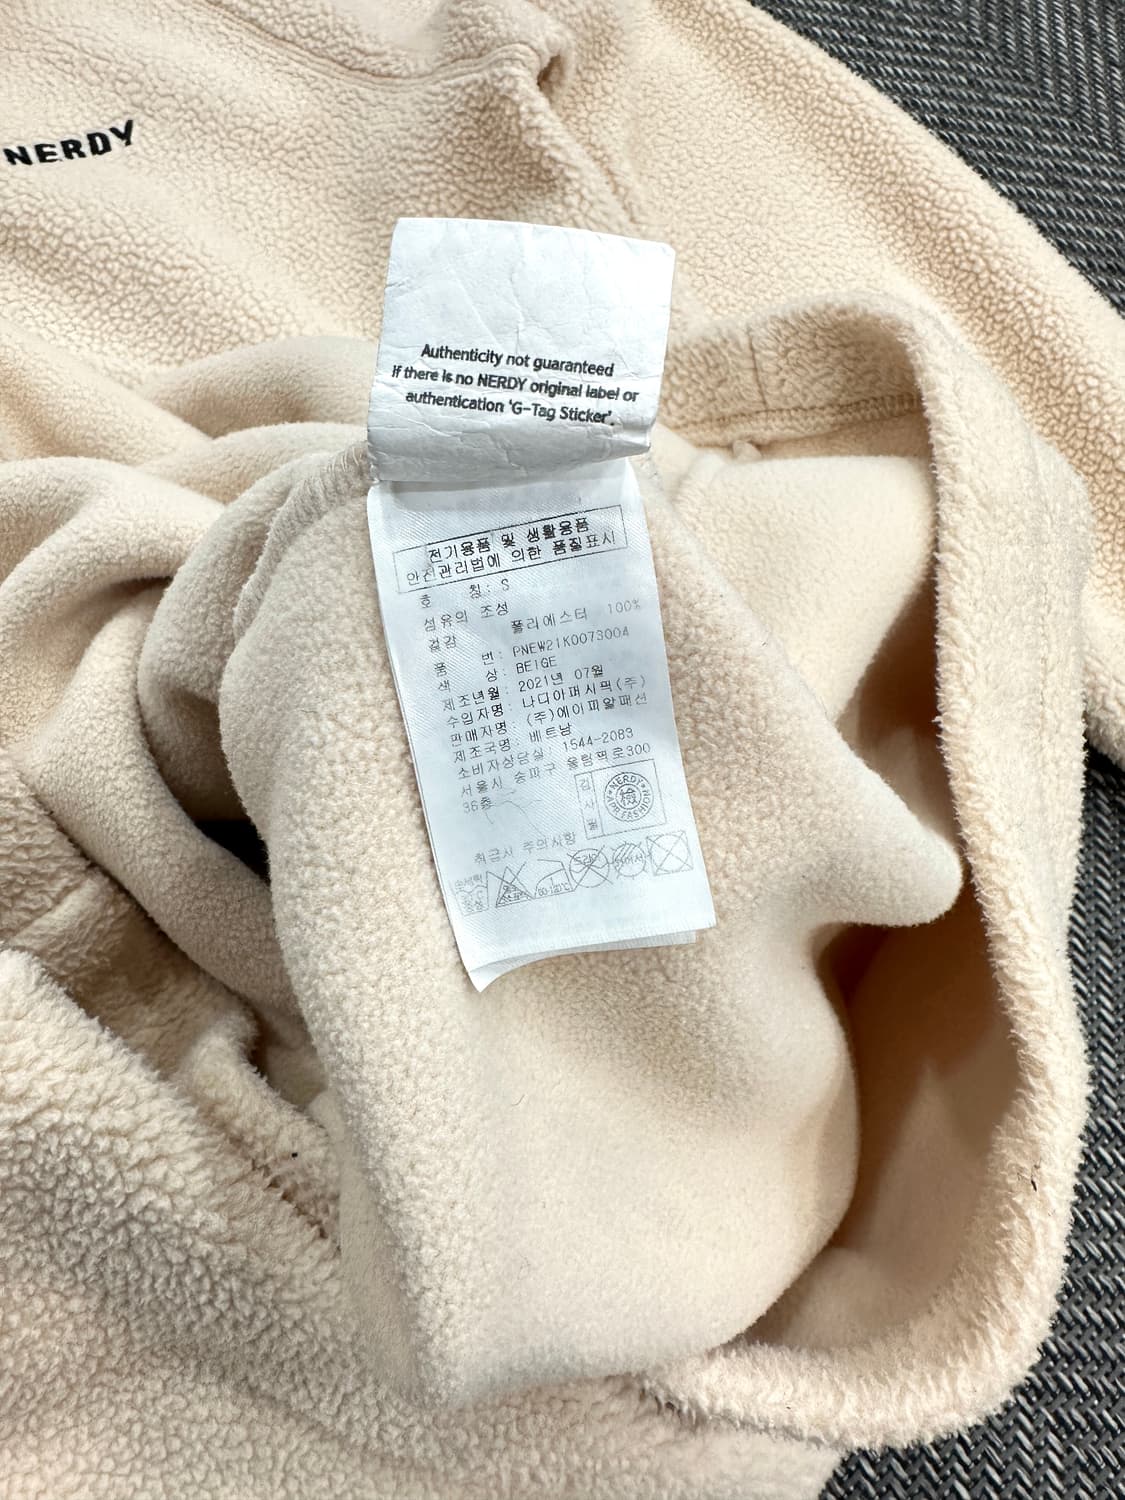 NERDY
Authenticity not guaranteed
If there is no NERDY original label or
authentication 'G-Tag Sticker'.
전기용품 및 생활용품
안전관리법에 의한 품질표시
호 칭: S
섬유의 조성
겉감 폴리에스터 100%
품 번: PNEW21K0073004
색 상: BEIGE
제조년월: 2021년 07월
수입자명: 나디아퍼시픽(주)
판매자명: (주)에이피알패션
제조국명: 베트남
소비자상담실: 1544-2083
서울시 송파구 올림픽로300
36층
검사필
NERDY
APR FASHION
취급시 주의사항